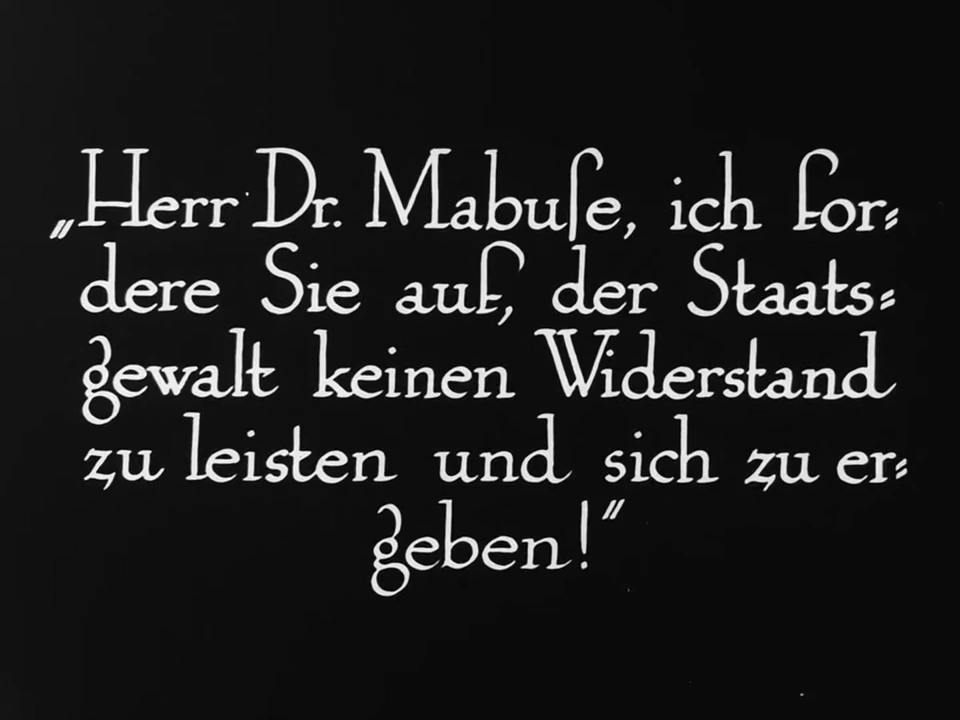 „Herr Dr. Mabuſe, ich for⸗
dere Sie auf, der Staats⸗
gewalt keinen Widerstand
zu leisten und sich zu er⸗
geben!"